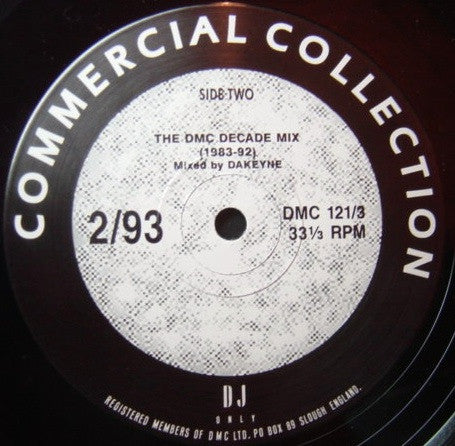 COMMERCIAL COLLECTION
SIDE TWO
THE DMC DECADE MIX
(1983-92)
Mixed by DAKEYNE
2/93
DMC 121/3
33⅓ RPM
DJ
ONLY
REGISTERED MEMBERS OF DMC LTD, PO BOX 89 SLOUGH, ENGLAND.